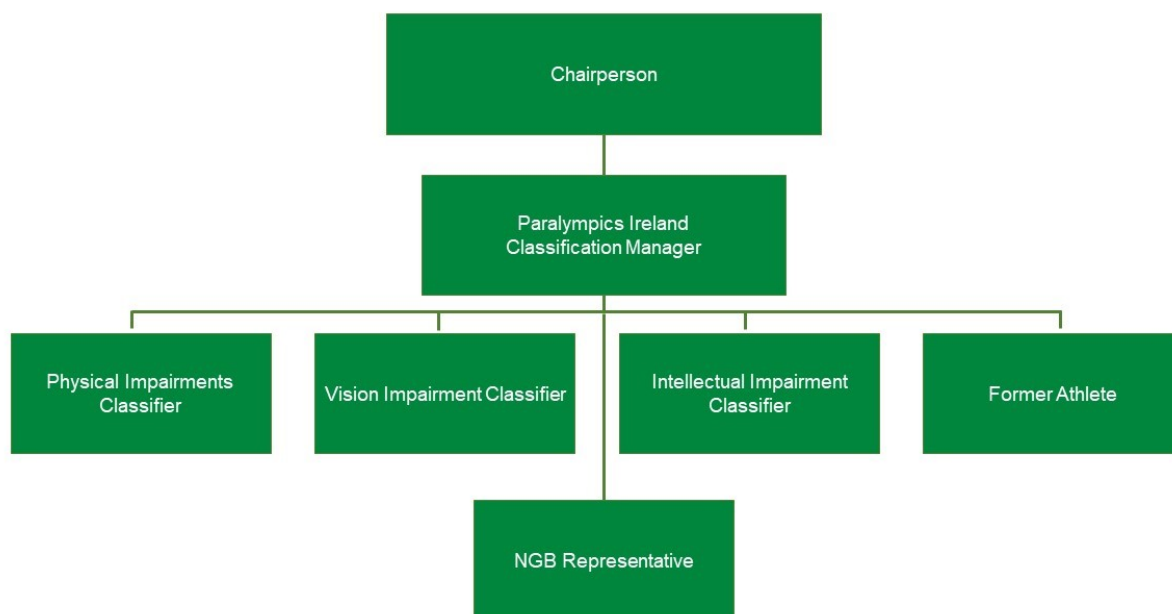 Chairperson
Paralympics Ireland
Classification Manager
Physical Impairments
Classifier
Vision Impairment Classifier
Intellectual Impairment
Classifier
Former Athlete
NGB Representative